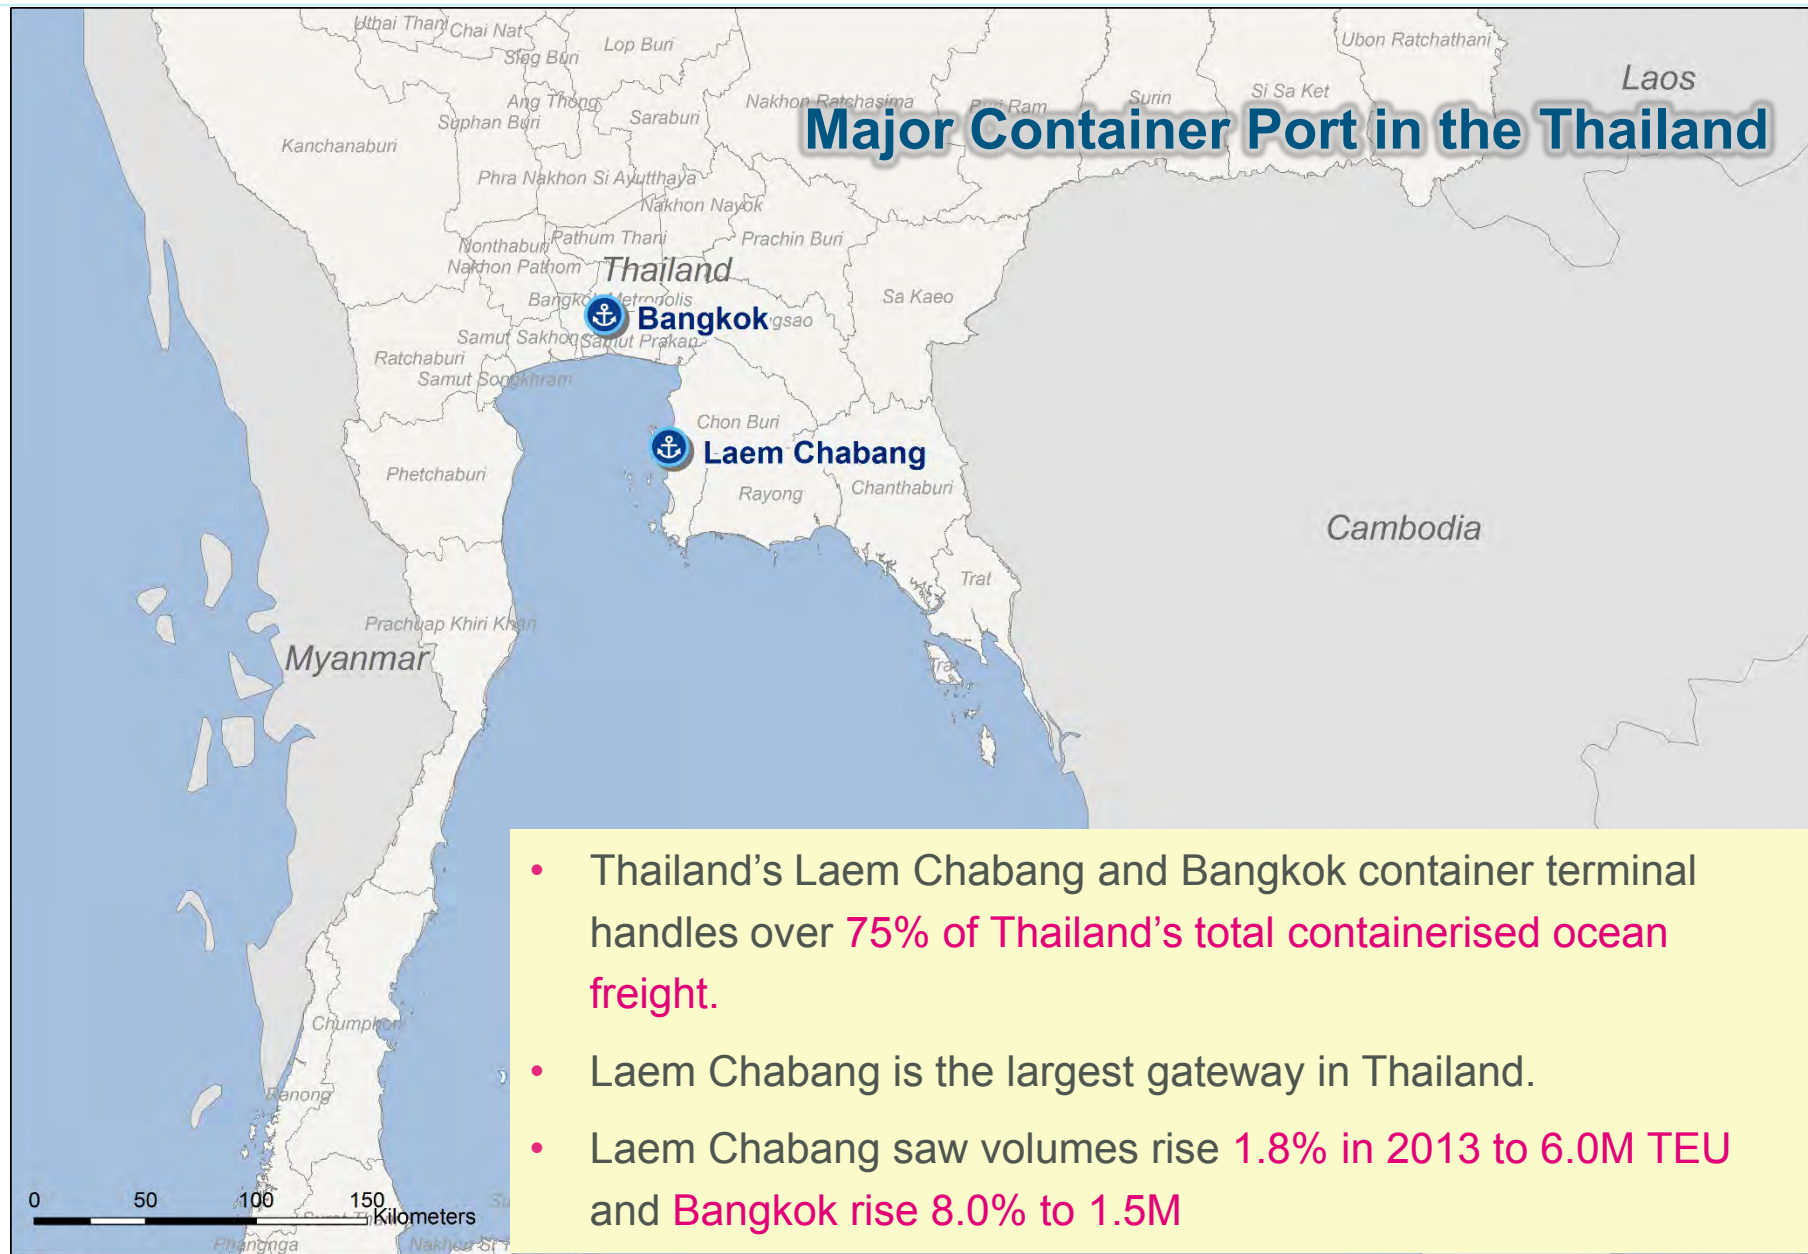 Uthai Thani
Chai Nat
Sing Buri
Lop Buri
Ubon Ratchathani
Laos
Ang Thong
Suphan Buri
Saraburi
Nakhon Ratchasima
Surin
Si Sa Ket
Major Container Port in the Thailand
Kanchanaburi
Phra Nakhon Si Ayutthaya
Nakhon Nayok
Nonthaburi
Pathum Thani
Prachin Buri
Nakhon Pathom
Thailand
Bangkok Metropolis
Sa Kaeo
Bangkok
Samut Sakhon
Samut Prakan
Ratchaburi
Samut Songkhram
Chon Buri
Laem Chabang
Phetchaburi
Rayong
Chanthaburi
Cambodia
Trat
Prachuap Khiri Khan
Myanmar
Trat
Chumphon
Ranong
• Thailand’s Laem Chabang and Bangkok container terminal
handles over 75% of Thailand’s total containerised ocean
freight.
• Laem Chabang is the largest gateway in Thailand.
• Laem Chabang saw volumes rise 1.8% in 2013 to 6.0M TEU
and Bangkok rise 8.0% to 1.5M
0 50 100 150
Kilometers
Phangnga